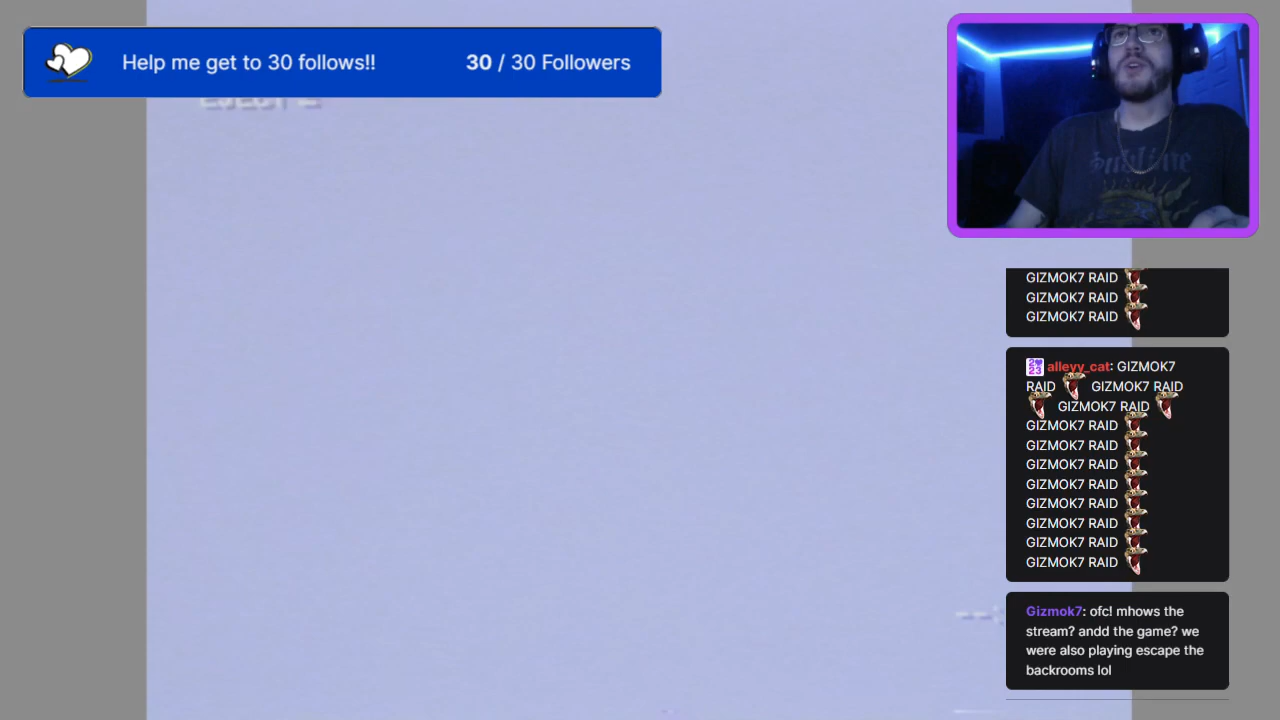 Help me get to 30 follows!!
30 / 30 Followers
EJECT
Sublime
GIZMOK7 RAID
GIZMOK7 RAID
GIZMOK7 RAID
alleyy_cat: GIZMOK7
RAID GIZMOK7 RAID
GIZMOK7 RAID
GIZMOK7 RAID
GIZMOK7 RAID
GIZMOK7 RAID
GIZMOK7 RAID
GIZMOK7 RAID
GIZMOK7 RAID
GIZMOK7 RAID
GIZMOK7 RAID
Gizmok7: ofc! mhows the
stream? andd the game? we
were also playing escape the
backrooms lol